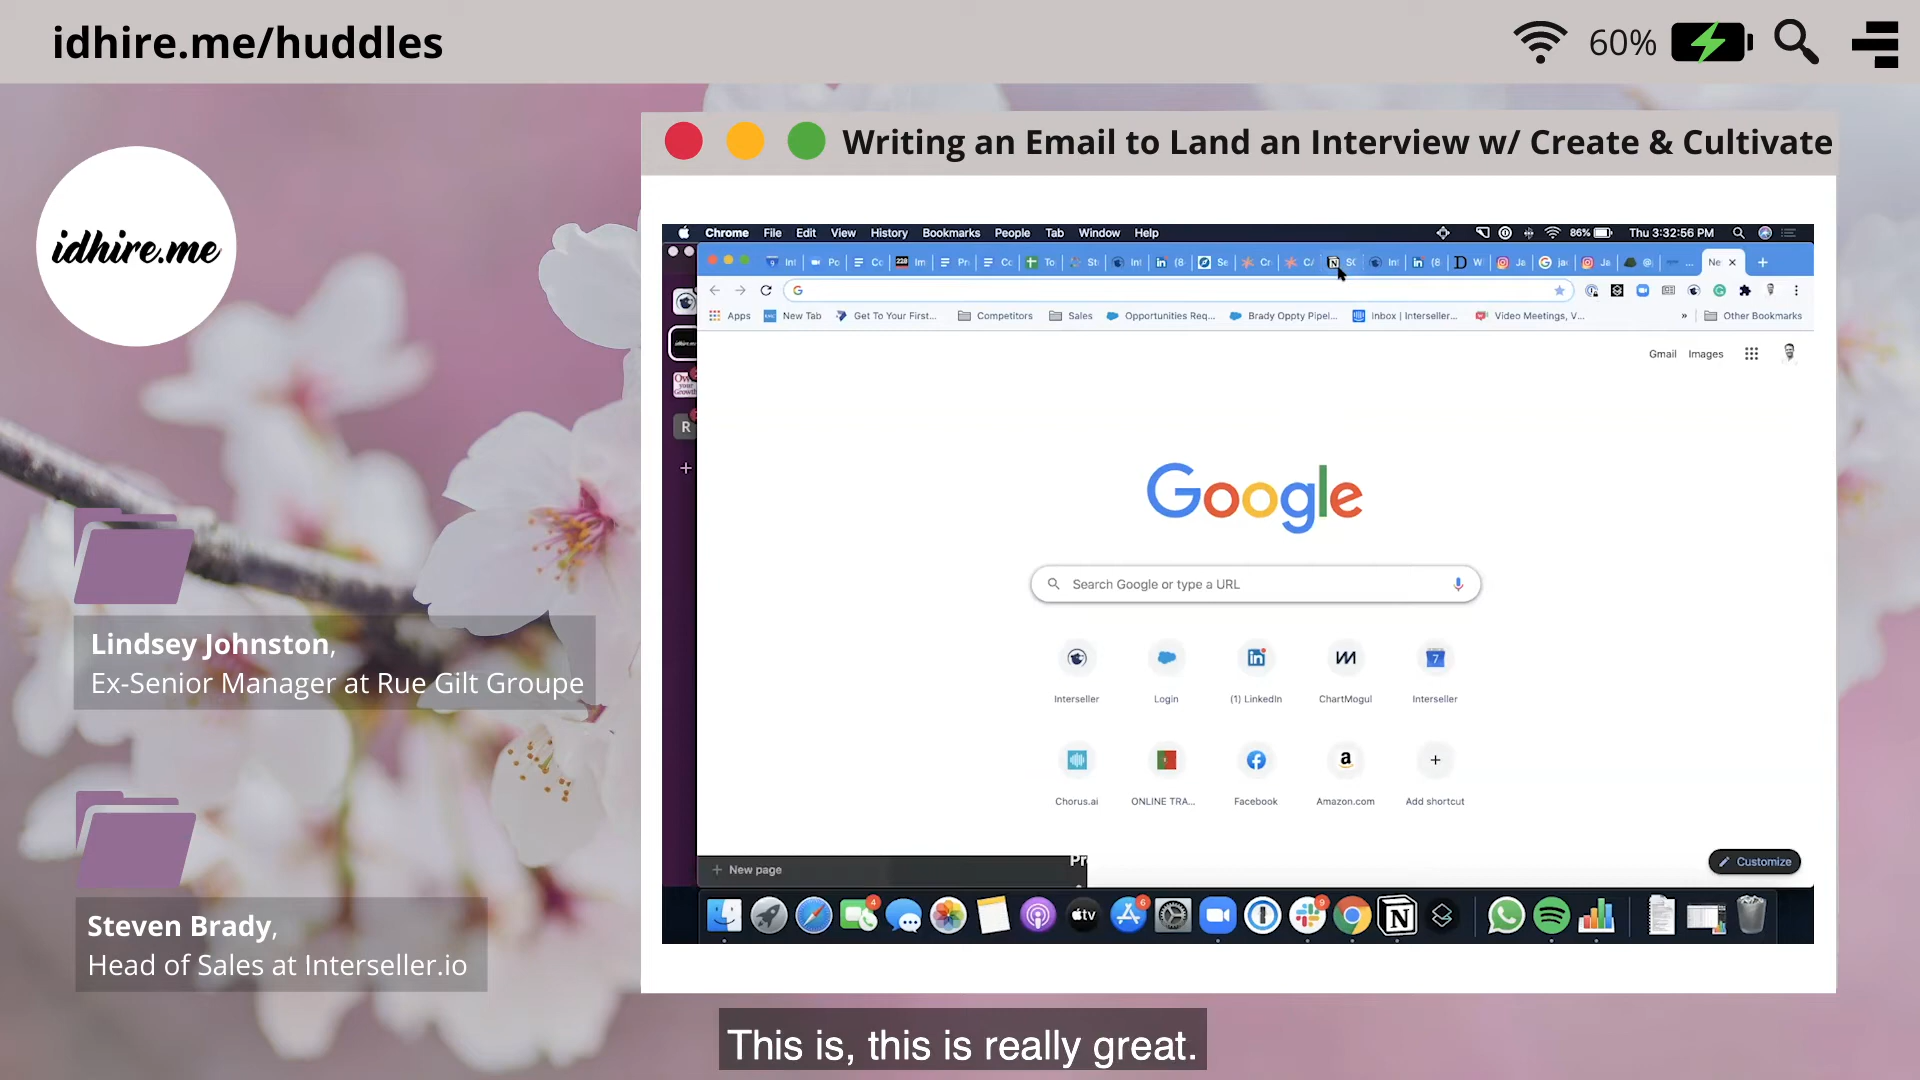 idhire.me/huddles
60%
Writing an Email to Land an Interview w/ Create & Cultivate
idhire.me
Chrome File Edit View History Bookmarks People Tab Window Help
86% Thu 3:32:56 PM
Apps New Tab Get To Your First... Competitors Sales Opportunities Req... Brady Oppty Pipel... Inbox | Interseller... Video Meetings, V... » Other Bookmarks
Gmail Images
R
Google
Search Google or type a URL
Interseller Login (1) LinkedIn ChartMogul Interseller
Chorus.ai ONLINE TRA... Facebook Amazon.com Add shortcut
Customize
New page
Lindsey Johnston,
Ex-Senior Manager at Rue Gilt Groupe
Steven Brady,
Head of Sales at Interseller.io
This is, this is really great.